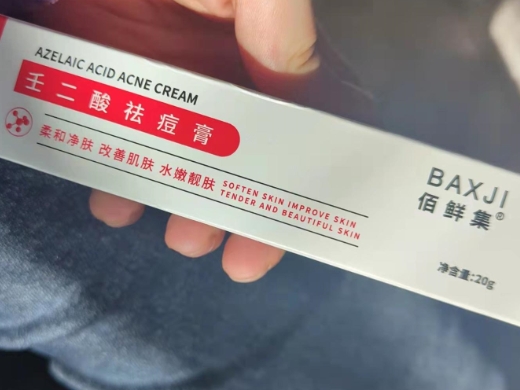 AZELAIC ACID ACNE CREAM
壬二酸祛痘膏
柔和净肤 改善肌肤 水嫩靓肤
SOFTEN SKIN IMPROVE SKIN
TENDER AND BEAUTIFUL SKIN
BAXJI
佰鲜集®
净含量:20g